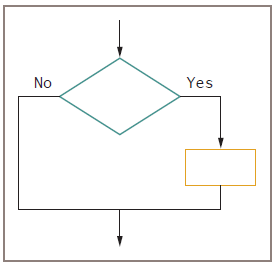 No Yes